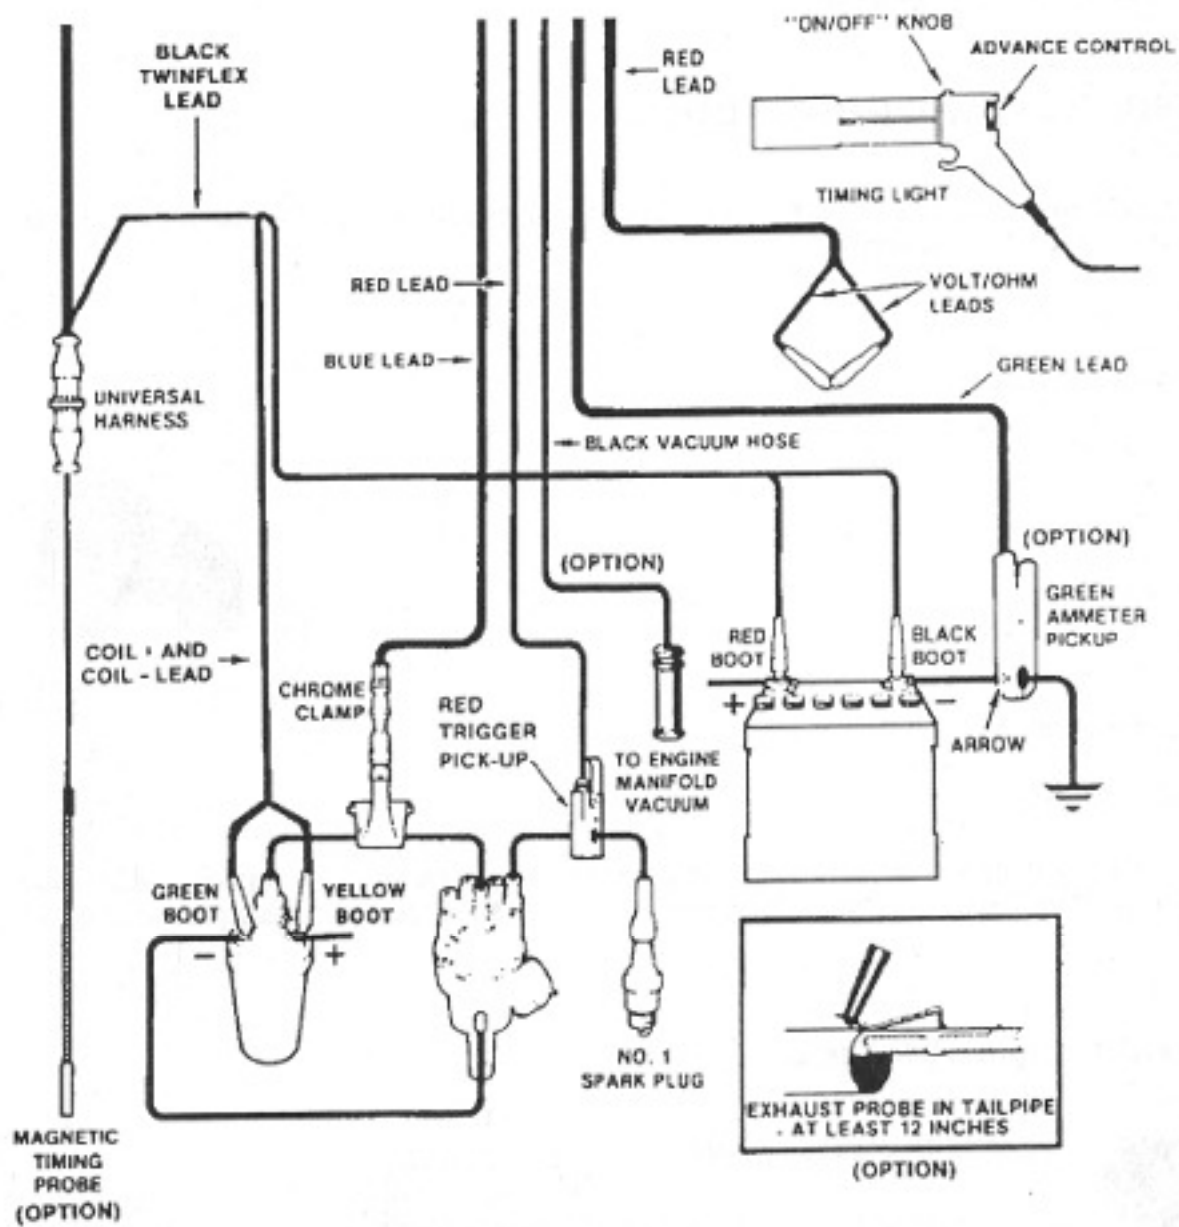 "ON/OFF" KNOB
ADVANCE CONTROL
BLACK
TWINFLEX
LEAD
RED
LEAD
TIMING LIGHT
RED LEAD
VOLT/OHM
LEADS
BLUE LEAD
GREEN LEAD
UNIVERSAL
HARNESS
BLACK VACUUM HOSE
(OPTION)
(OPTION)
GREEN
AMMETER
PICKUP
RED
BOOT
BLACK
BOOT
COIL + AND
COIL - LEAD
CHROME
CLAMP
RED
TRIGGER
PICK-UP
+
-
ARROW
TO ENGINE
MANIFOLD
VACUUM
GREEN
BOOT
YELLOW
BOOT
-
+
NO. 1
SPARK PLUG
EXHAUST PROBE IN TAILPIPE
. AT LEAST 12 INCHES
(OPTION)
MAGNETIC
TIMING
PROBE
(OPTION)